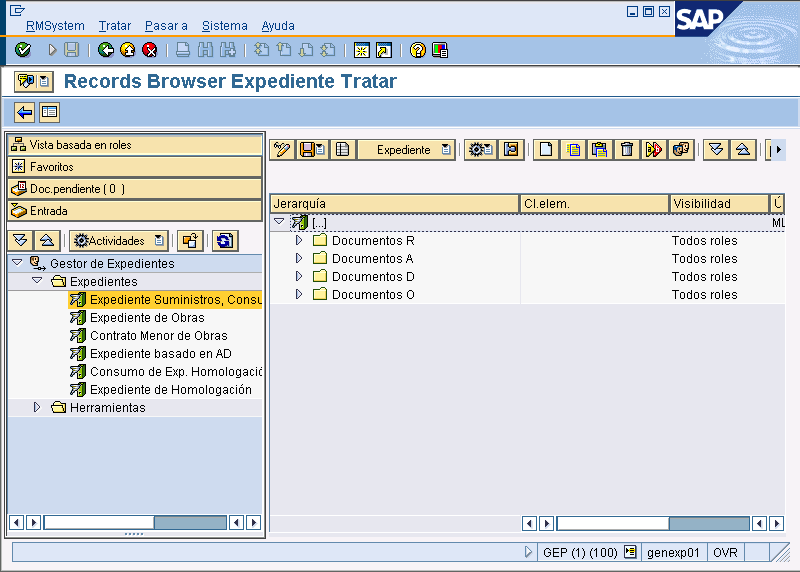 RMSystem Tratar Pasar a Sistema Ayuda
SAP
Records Browser Expediente Tratar
Vista basada en roles
Favoritos
Doc.pendiente ( 0 )
Entrada
Actividades
Gestor de Expedientes
Expedientes
Expediente Suministros, Consu
Expediente de Obras
Contrato Menor de Obras
Expediente basado en AD
Consumo de Exp. Homologació
Expediente de Homologación
Herramientas
Expediente
Jerarquía Cl.elem. Visibilidad Ú
[...] ML
Documentos R Todos roles
Documentos A Todos roles
Documentos D Todos roles
Documentos O Todos roles
GEP (1) (100) genexp01 OVR